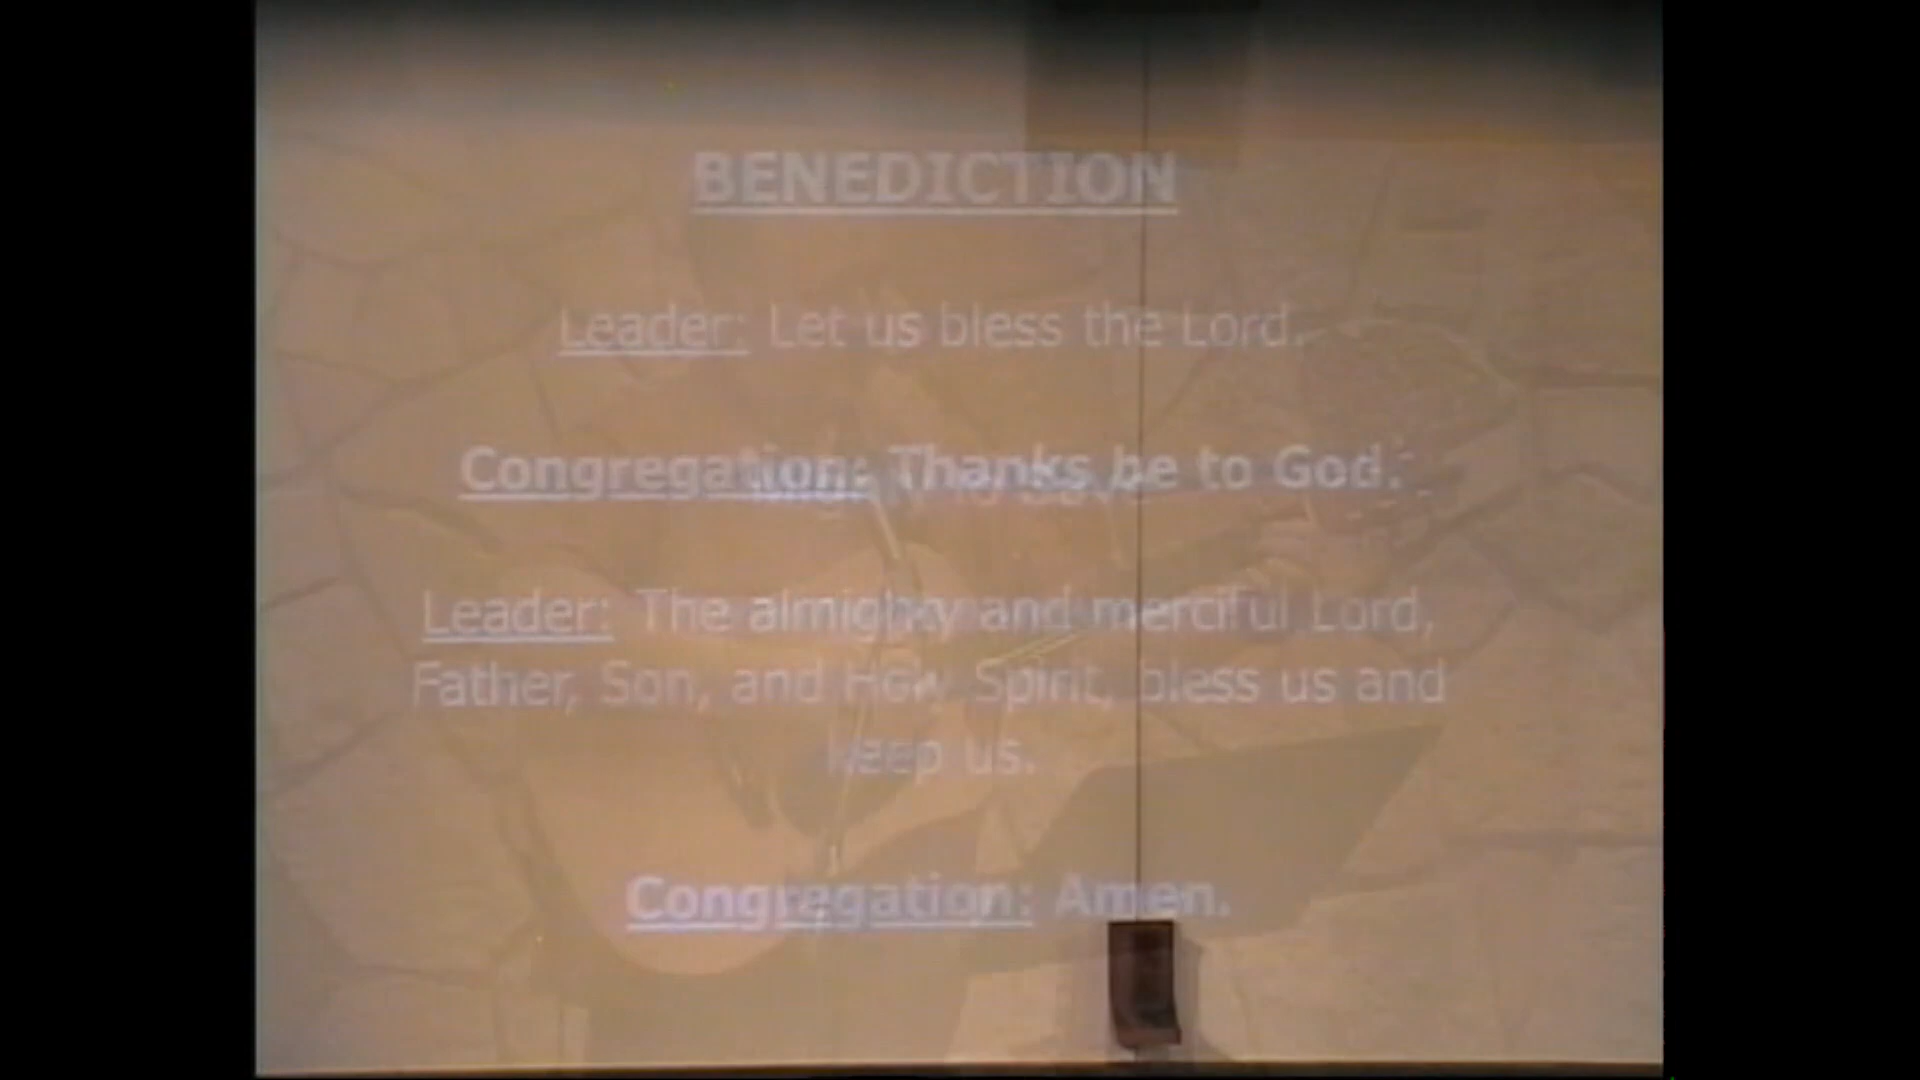 BENEDICTION
Leader: Let us bless the Lord.
Congregation: Thanks be to God.
Leader: The almighty and merciful Lord,
Father, Son, and Holy Spirit, bless us and
keep us.
Congregation: Amen.